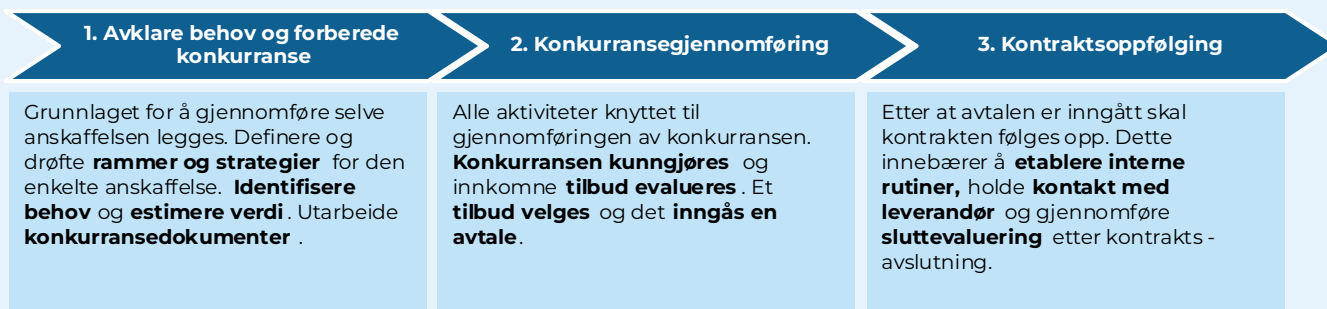 1. Avklare behov og forberede
konkurranse
2. Konkurransegjennomføring
3. Kontraktsoppfølging
Grunnlaget for å gjennomføre selve
anskaffelsen legges. Definere og
drøfte rammer og strategier for den
enkelte anskaffelse. Identifisere
behov og estimere verdi. Utarbeide
konkurransedokumenter .
Alle aktiviteter knyttet til
gjennomføringen av konkurransen.
Konkurransen kunngjøres og
innkomne tilbud evalueres. Et
tilbud velges og det inngås en
avtale.
Etter at avtalen er inngått skal
kontrakten følges opp. Dette
innebærer å etablere interne
rutiner, holde kontakt med
leverandør og gjennomføre
sluttevaluering etter kontrakts -
avslutning.